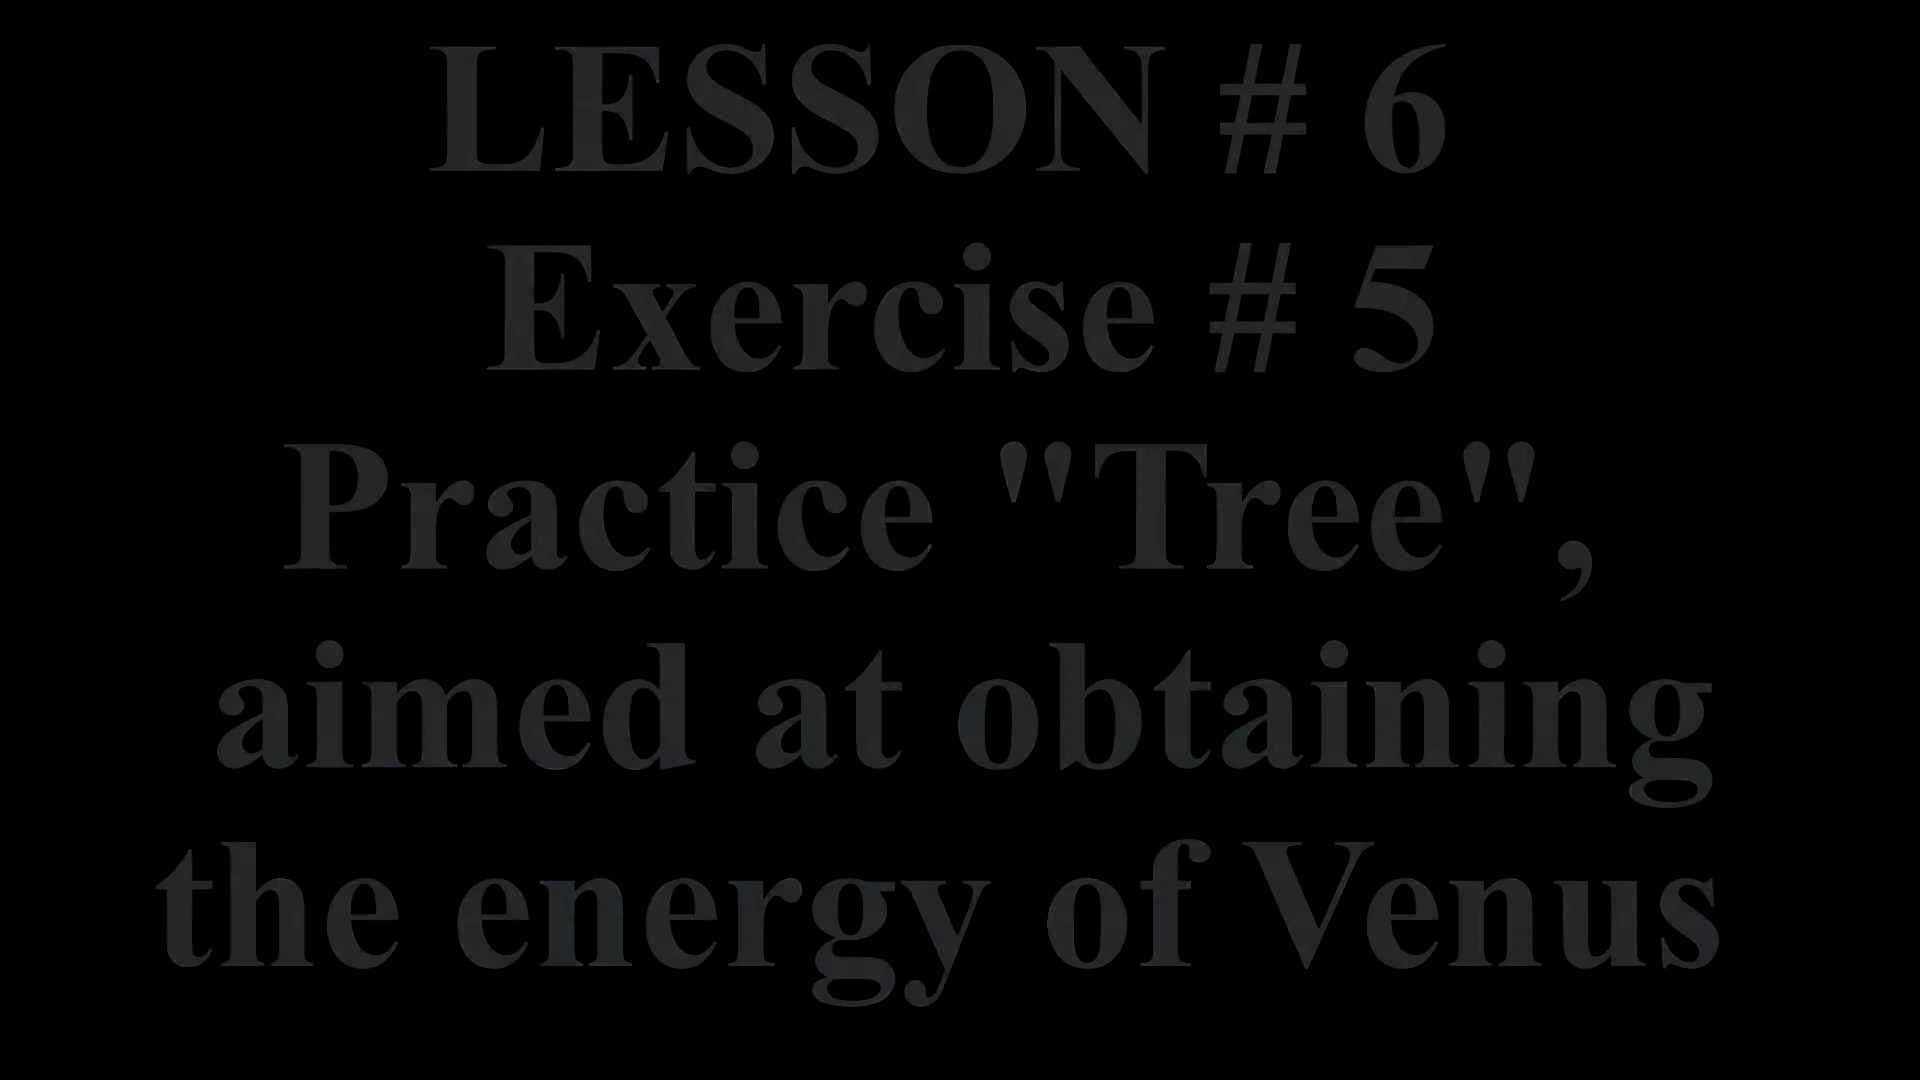 LESSON # 6
Exercise # 5
Practice "Tree",
aimed at obtaining
the energy of Venus